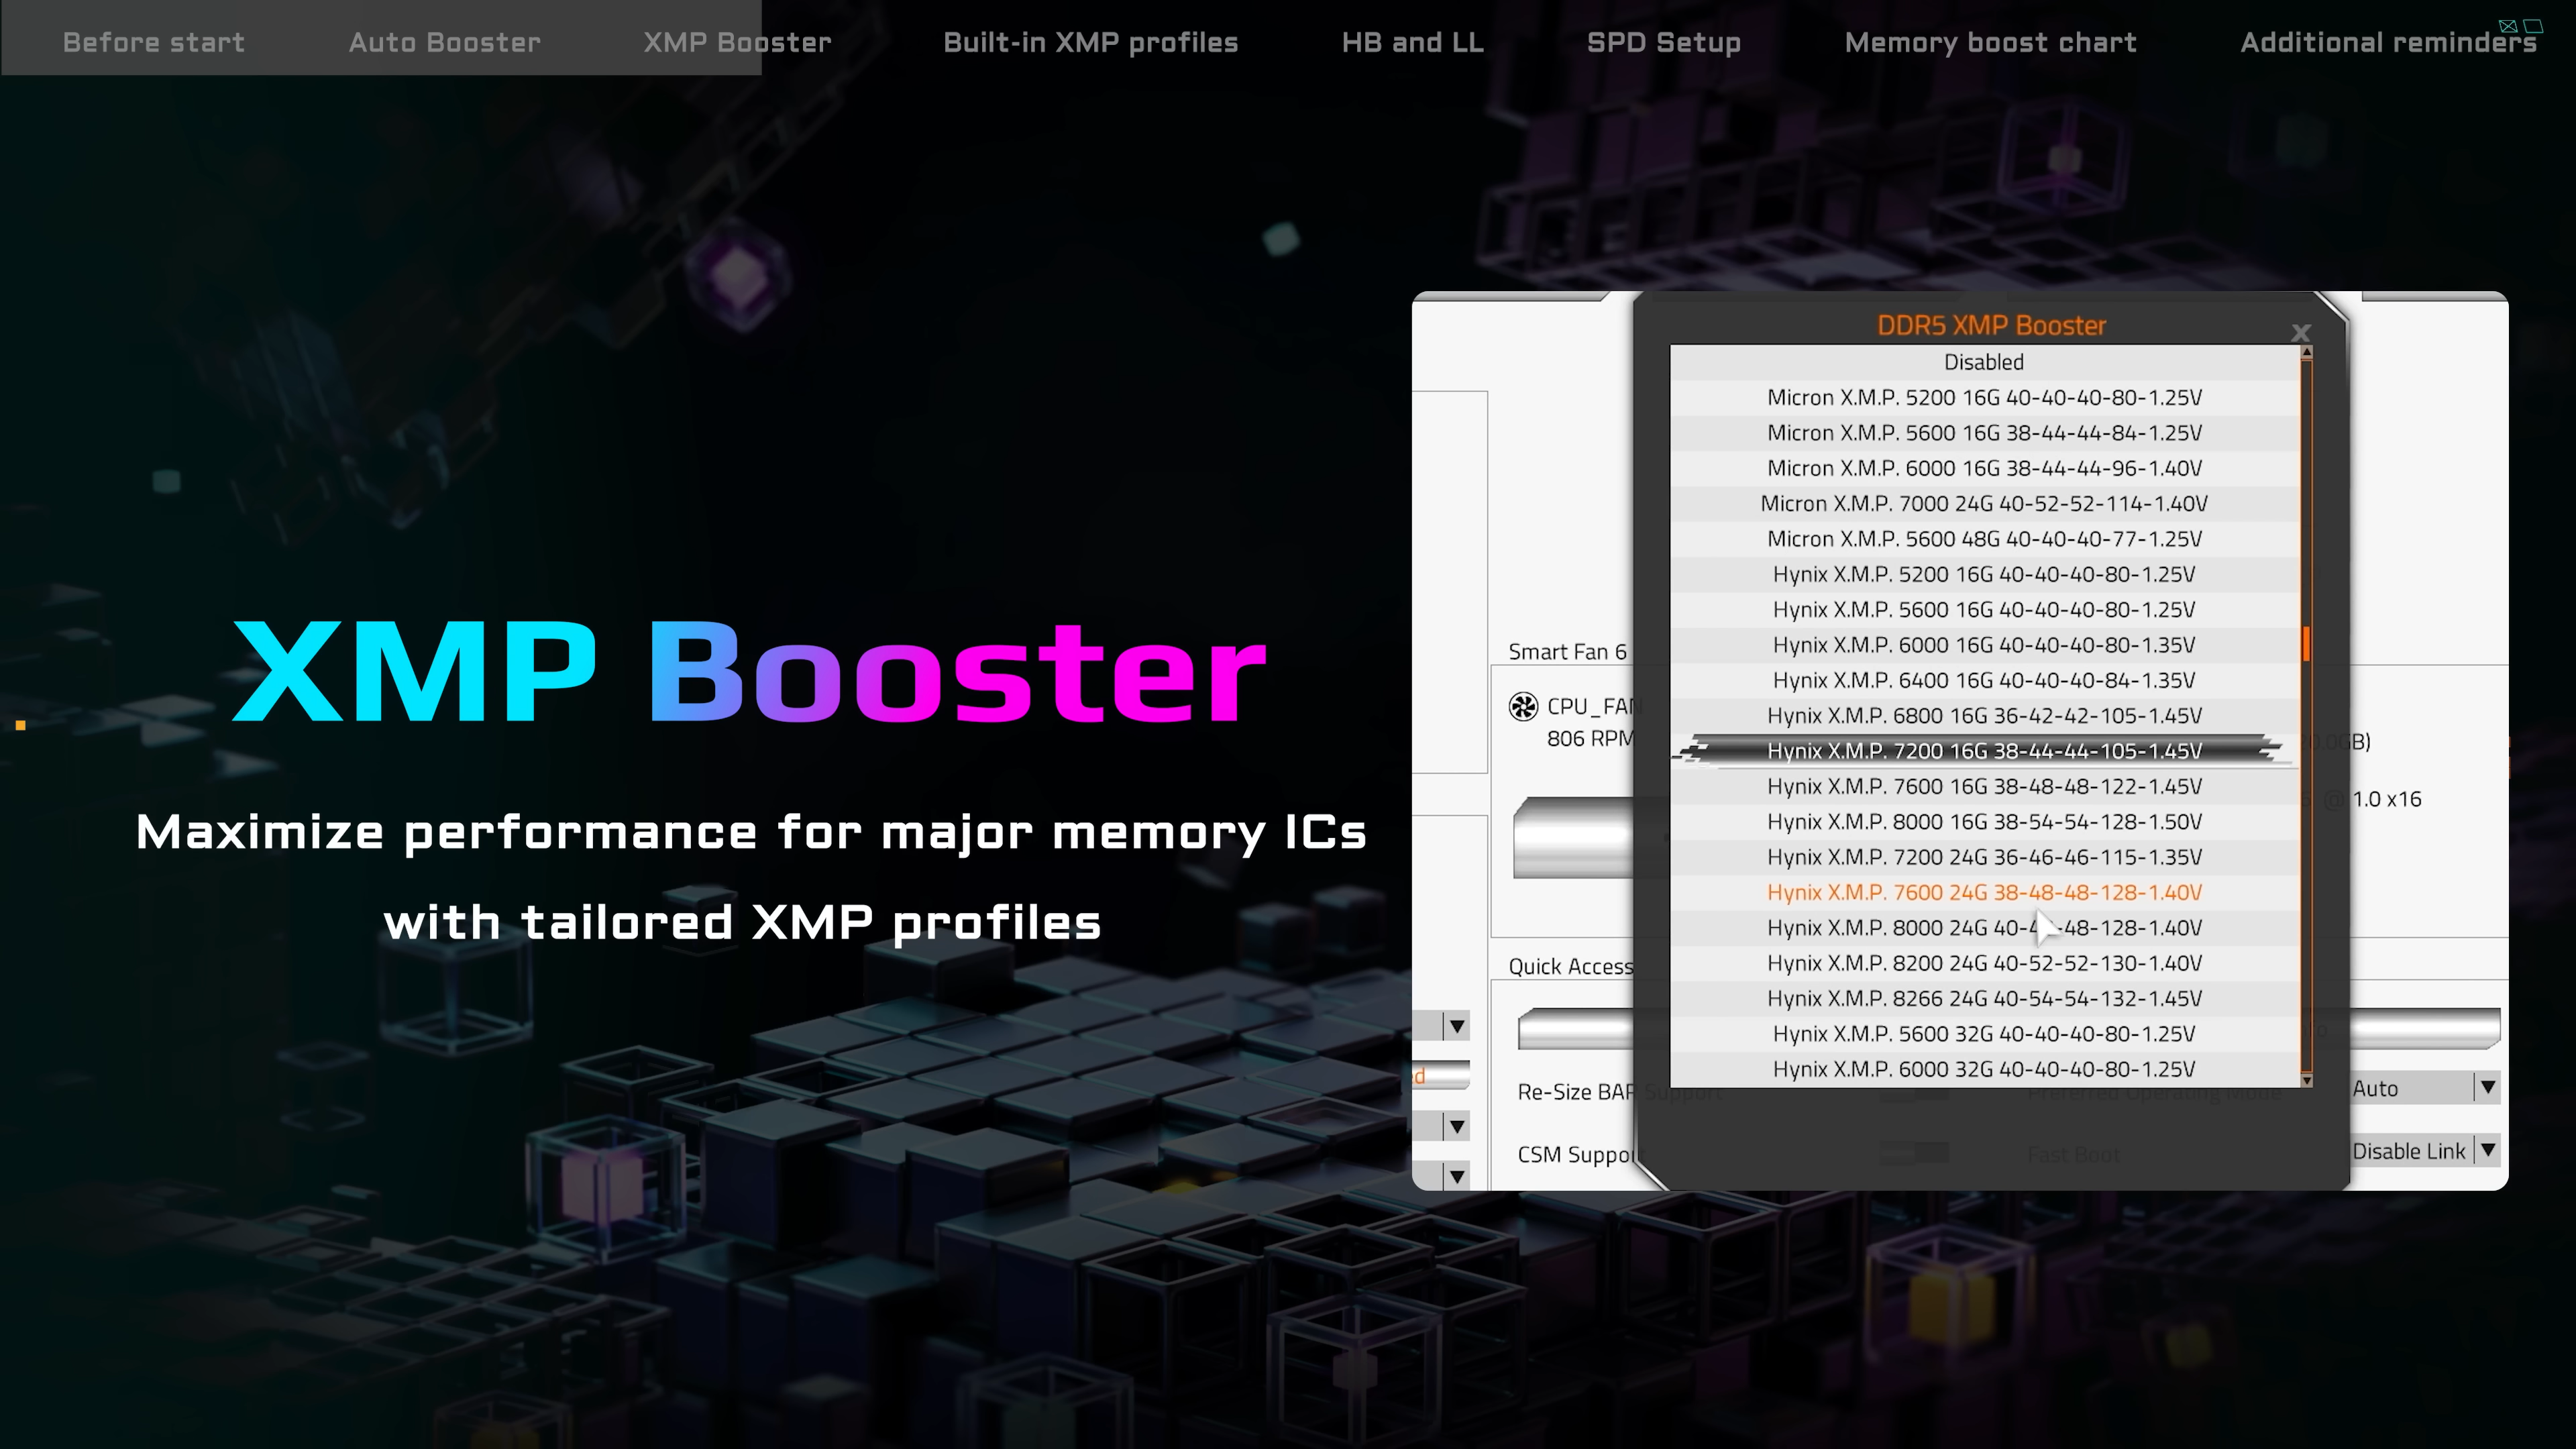 Before start
Auto Booster
XMP Booster
Built-in XMP profiles
HB and LL
SPD Setup
Memory boost chart
Additional reminders
XMP Booster
Maximize performance for major memory ICs
with tailored XMP profiles
DDR5 XMP Booster
X
Disabled
Micron X.M.P. 5200 16G 40-40-40-80-1.25V
Micron X.M.P. 5600 16G 38-44-44-84-1.25V
Micron X.M.P. 6000 16G 38-44-44-96-1.40V
Micron X.M.P. 7000 24G 40-52-52-114-1.40V
Micron X.M.P. 5600 48G 40-40-40-77-1.25V
Hynix X.M.P. 5200 16G 40-40-40-80-1.25V
Hynix X.M.P. 5600 16G 40-40-40-80-1.25V
Hynix X.M.P. 6000 16G 40-40-40-80-1.35V
Hynix X.M.P. 6400 16G 40-40-40-84-1.35V
Hynix X.M.P. 6800 16G 36-42-42-105-1.45V
Hynix X.M.P. 7200 16G 38-44-44-105-1.45V
Hynix X.M.P. 7600 16G 38-48-48-122-1.45V
Hynix X.M.P. 8000 16G 38-54-54-128-1.50V
Hynix X.M.P. 7200 24G 36-46-46-115-1.35V
Hynix X.M.P. 7600 24G 38-48-48-128-1.40V
Hynix X.M.P. 8000 24G 40-4 -48-128-1.40V
Hynix X.M.P. 8200 24G 40-52-52-130-1.40V
Hynix X.M.P. 8266 24G 40-54-54-132-1.45V
Hynix X.M.P. 5600 32G 40-40-40-80-1.25V
Hynix X.M.P. 6000 32G 40-40-40-80-1.25V
Smart Fan 6
CPU_FAN
806 RPM
0.0GB)
@ 1.0 x16
Quick Access
Re-Size BAR Support
Preferred Operating Mode
Auto
CSM Support
Fast Boot
Disable Link